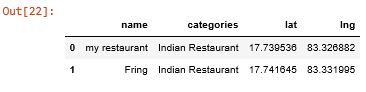 Out[22]:
name categories lat lng
0 my restaurant Indian Restaurant 17.739536 83.326882
1 Fring Indian Restaurant 17.741645 83.331995